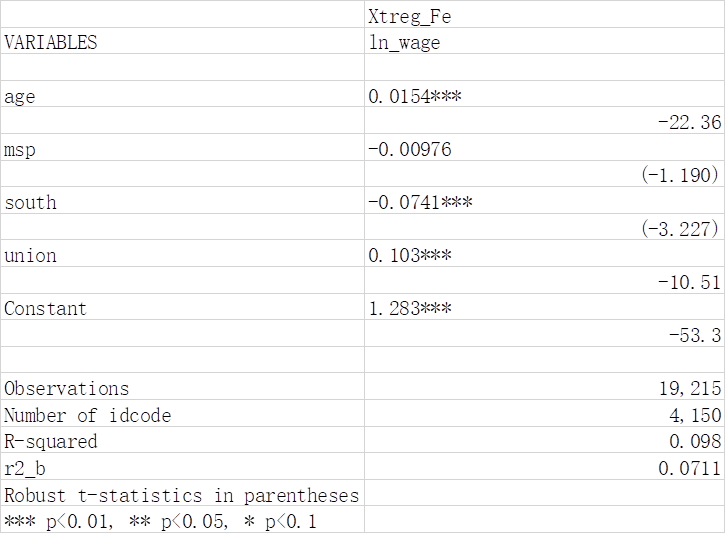 Xtreg_Fe
VARIABLES ln_wage
age 0.0154***
-22.36
msp -0.00976
(-1.190)
south -0.0741***
(-3.227)
union 0.103***
-10.51
Constant 1.283***
-53.3
Observations 19,215
Number of idcode 4,150
R-squared 0.098
r2_b 0.0711
Robust t-statistics in parentheses
*** p<0.01, ** p<0.05, * p<0.1